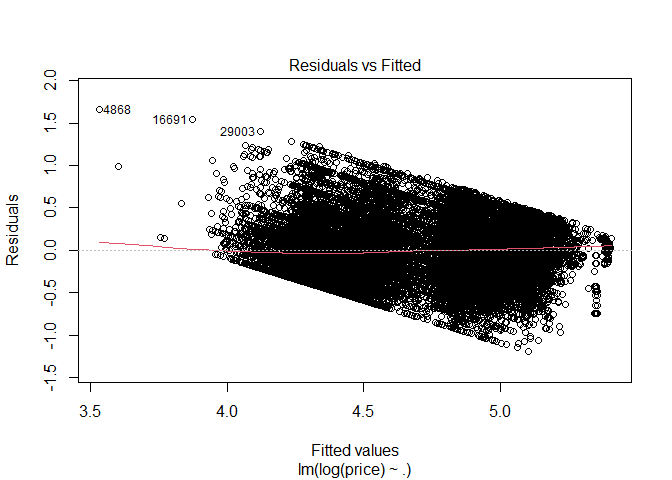 Residuals vs Fitted
Residuals
2.0
1.5
1.0
0.5
0.0
-0.5
-1.0
-1.5
4868
16691
29003
3.5 4.0 4.5 5.0
Fitted values
lm(log(price) ~ .)